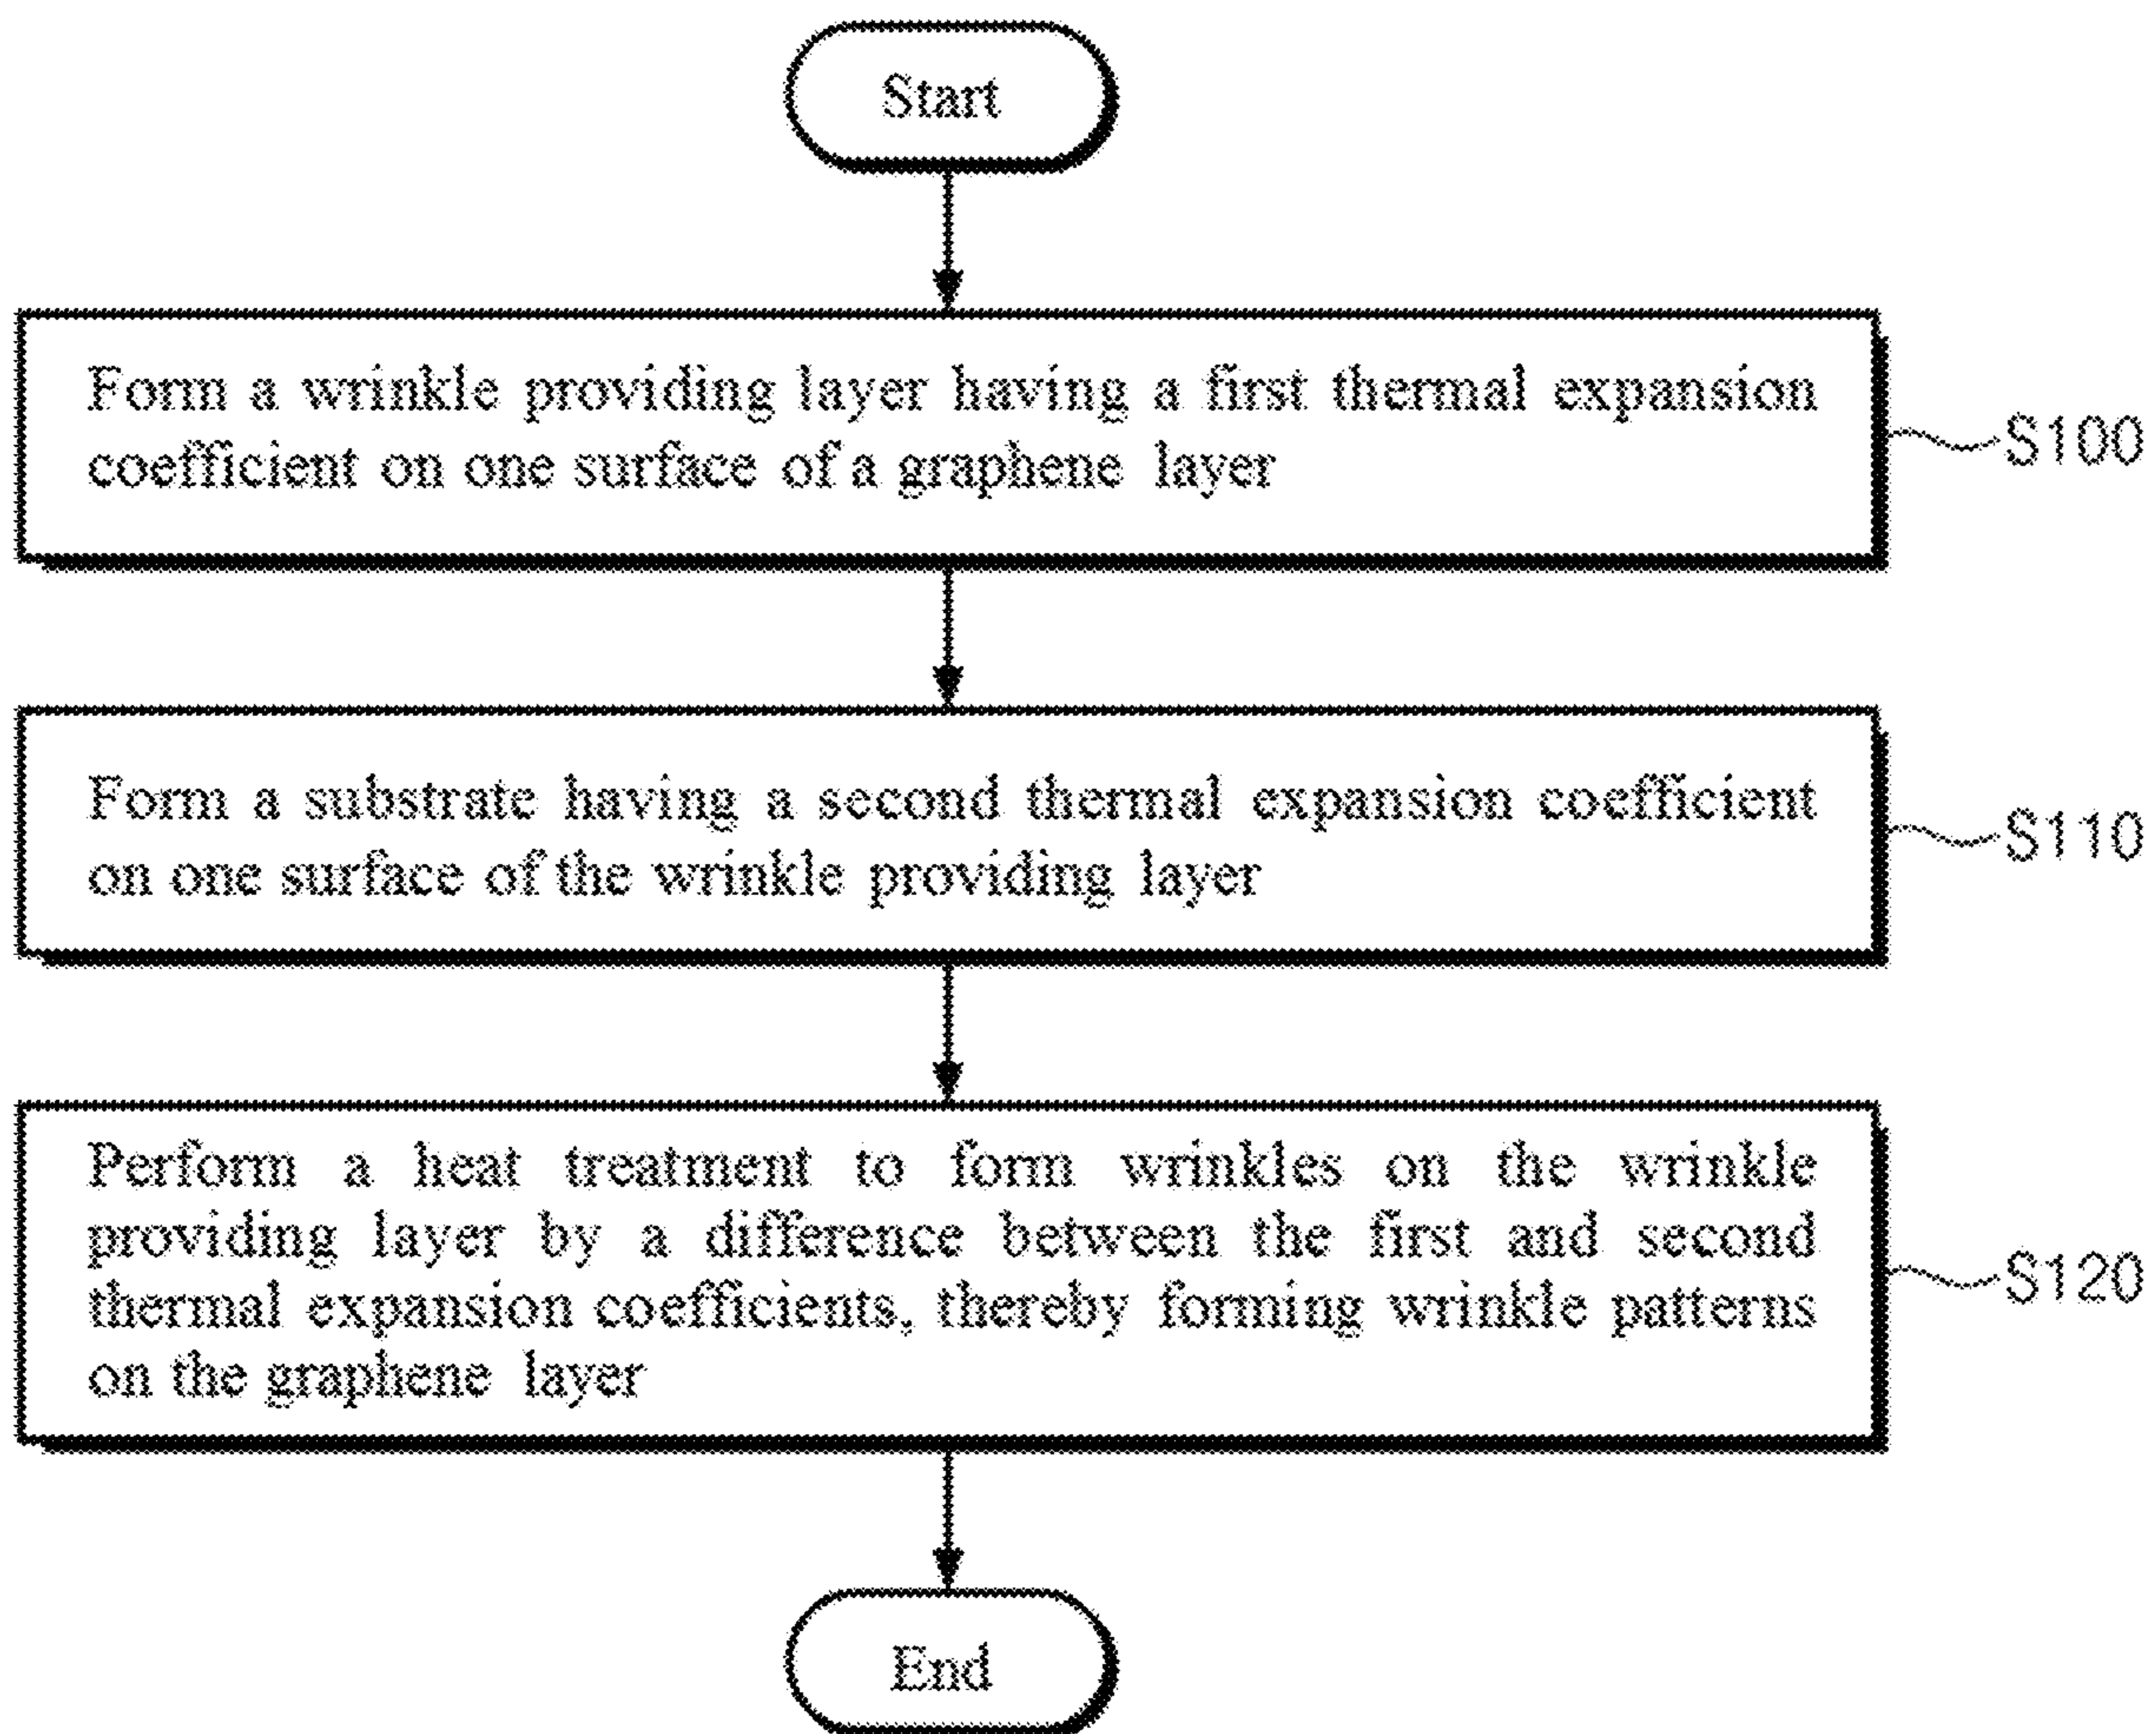 Start
Form a wrinkle providing layer having a first thermal expansion
coefficient on one surface of a graphene layer
S100
Form a substrate having a second thermal expansion coefficient
on one surface of the wrinkle providing layer
S110
Perform a heat treatment to form wrinkles on the wrinkle
providing layer by a difference between the first and second
thermal expansion coefficients, thereby forming wrinkle patterns
on the graphene layer
S120
End